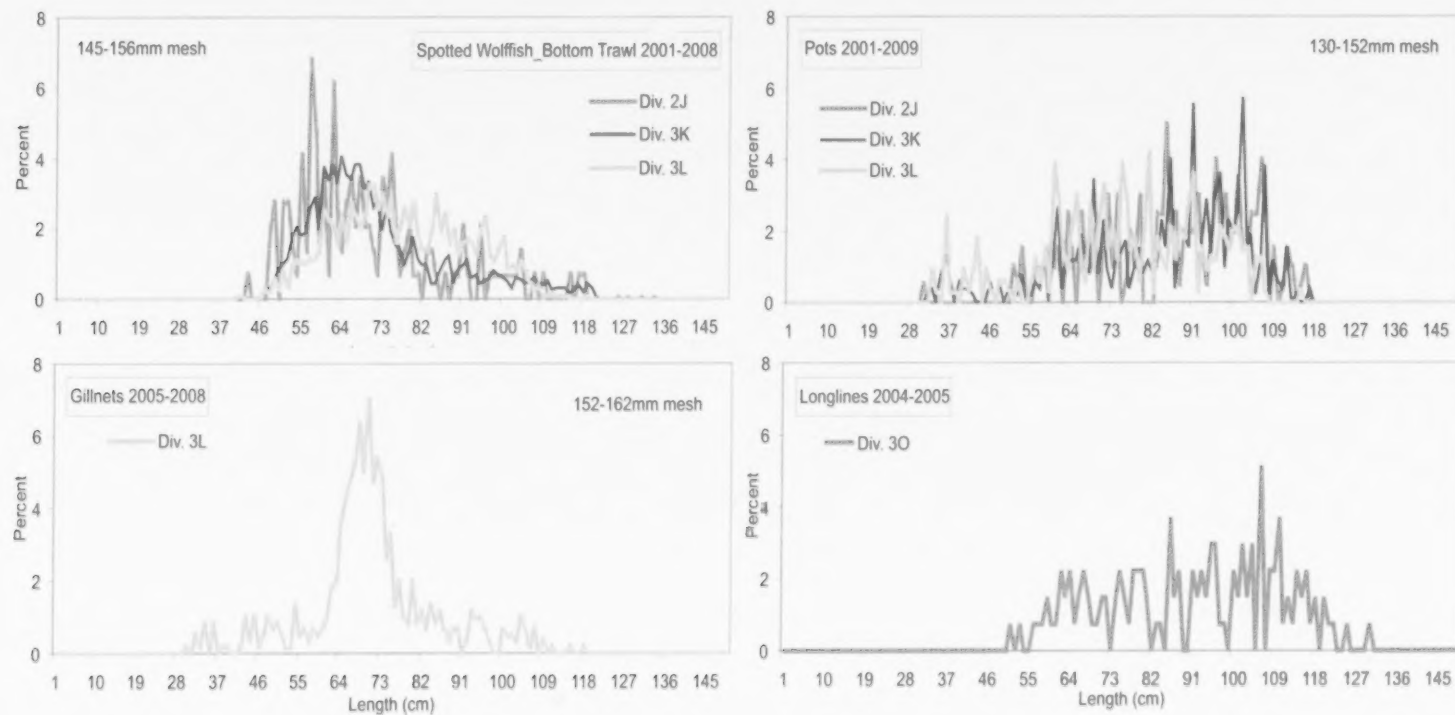 8
6
4
2
0
Percent
145-156mm mesh
Spotted Wolffish_Bottom Trawl 2001-2008
Div. 2J
Div. 3K
Div. 3L
1 10 19 28 37 46 55 64 73 82 91 100 109 118 127 136 145
8
6
4
2
0
Percent
Pots 2001-2009
130-152mm mesh
Div. 2J
Div. 3K
Div. 3L
1 10 19 28 37 46 55 64 73 82 91 100 109 118 127 136 145
8
6
4
2
0
Percent
Gillnets 2005-2008
152-162mm mesh
Div. 3L
1 10 19 28 37 46 55 64 73 82 91 100 109 118 127 136 145
Length (cm)
8
6
4
2
0
Percent
Longlines 2004-2005
Div. 3O
1 10 19 28 37 46 55 64 73 82 91 100 109 118 127 136 145
Length (cm)